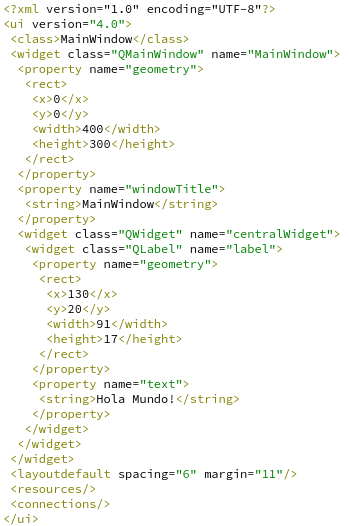 <?xml version="1.0" encoding="UTF-8"?>
<ui version="4.0">
 <class>MainWindow</class>
 <widget class="QMainWindow" name="MainWindow">
  <property name="geometry">
   <rect>
    <x>0</x>
    <y>0</y>
    <width>400</width>
    <height>300</height>
   </rect>
  </property>
  <property name="windowTitle">
   <string>MainWindow</string>
  </property>
  <widget class="QWidget" name="centralWidget">
   <widget class="QLabel" name="label">
    <property name="geometry">
     <rect>
      <x>130</x>
      <y>20</y>
      <width>91</width>
      <height>17</height>
     </rect>
    </property>
    <property name="text">
     <string>Hola Mundo!</string>
    </property>
   </widget>
  </widget>
 </widget>
 <layoutdefault spacing="6" margin="11"/>
 <resources/>
 <connections/>
</ui>